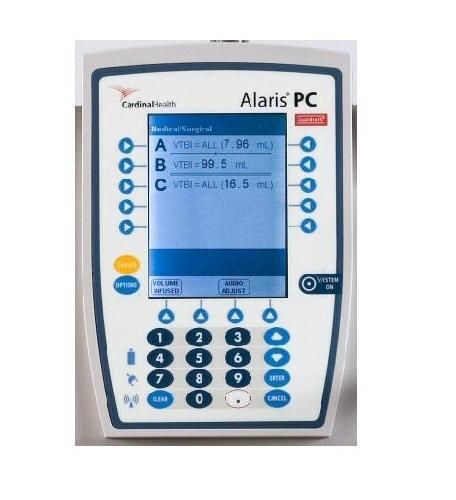 CardinalHealth
Alaris® PC
Guardrails®
Medical/Surgical
A VTBI = ALL (7.96 mL)
B VTBI = 99.5 mL
C VTBI = ALL (16.5 mL)
OPTIONS
SYSTEM
ON
VOLUME
INFUSED
AUDIO
ADJUST
1 2 3
4 5 6
7 8 9 ENTER
CLEAR 0 . CANCEL